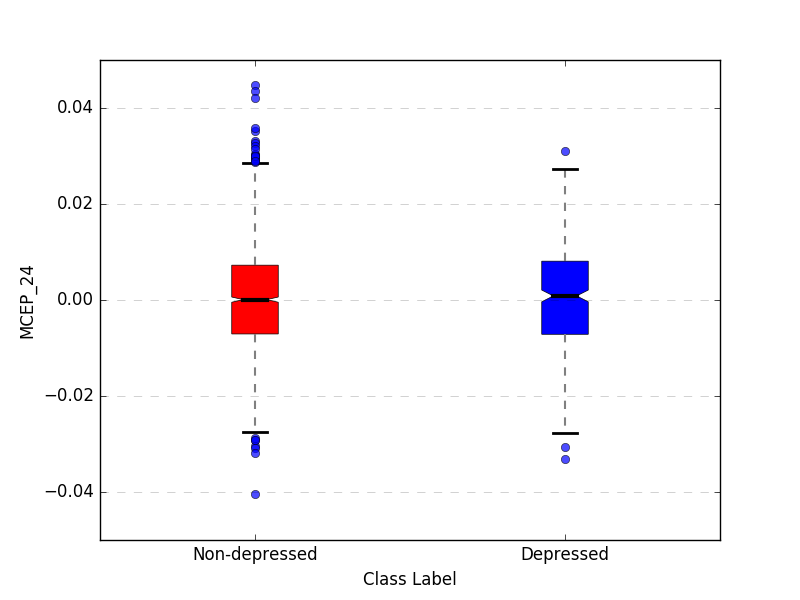 0.04
0.02
0.00
−0.02
−0.04
MCEP_24
Non-depressed
Depressed
Class Label